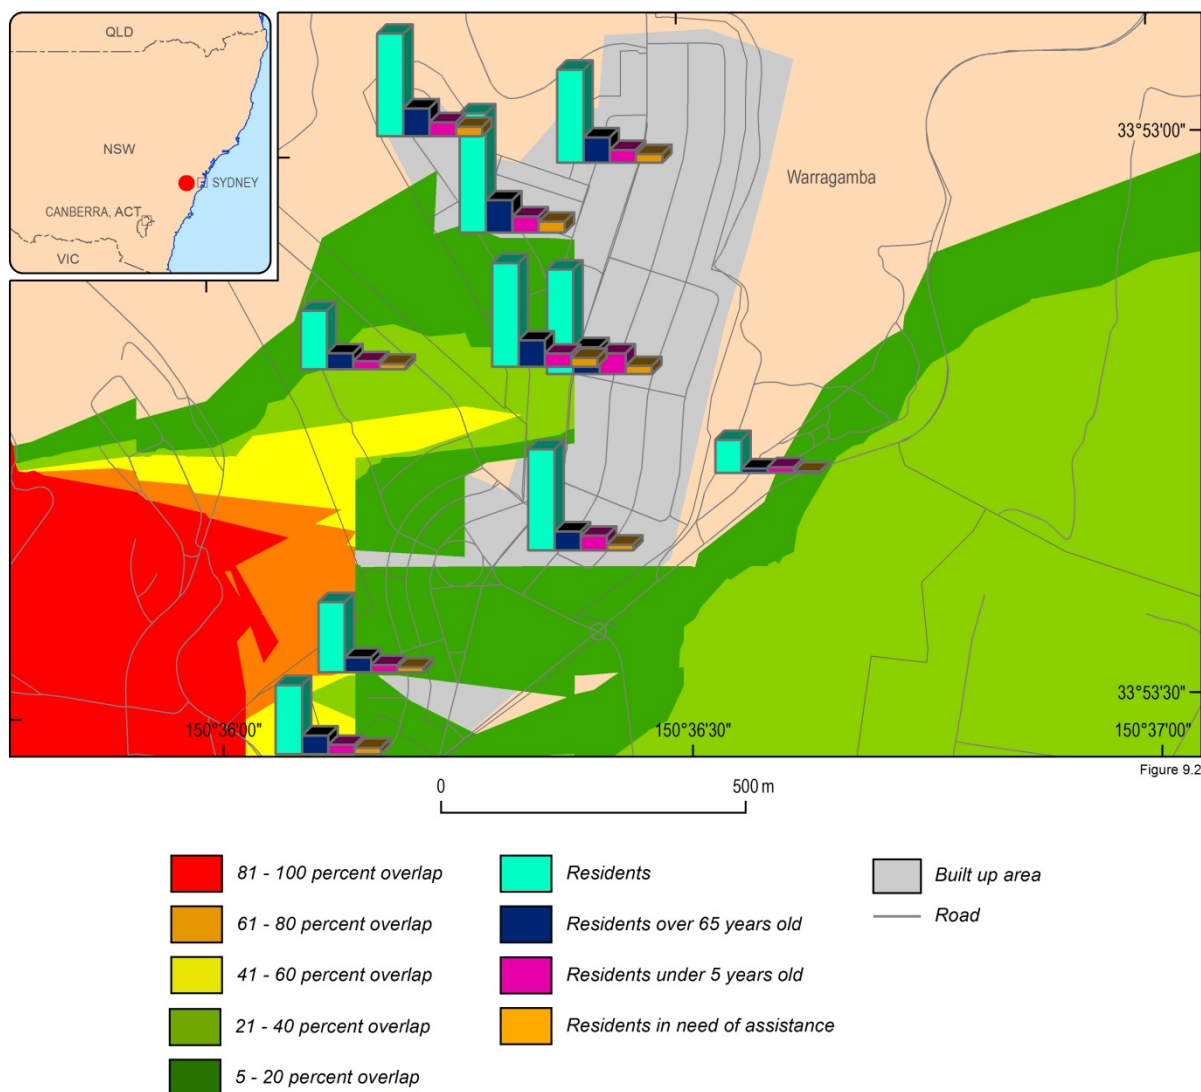 QLD
NSW
SYDNEY
CANBERRA, ACT
VIC
33°53'00"
Warragamba
33°53'30"
150°36'00"
150°36'30"
150°37'00"
Figure 9.2
0
500 m
81 - 100 percent overlap
61 - 80 percent overlap
41 - 60 percent overlap
21 - 40 percent overlap
5 - 20 percent overlap
Residents
Residents over 65 years old
Residents under 5 years old
Residents in need of assistance
Built up area
Road